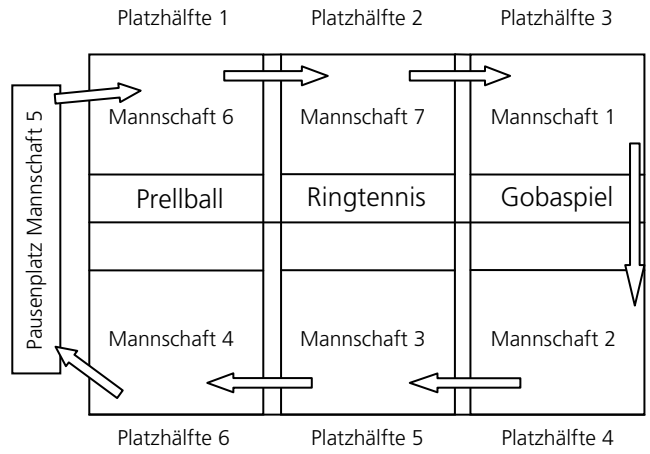 Platzhälfte 1
Platzhälfte 2
Platzhälfte 3
Pausenplatz Mannschaft 5
Mannschaft 6
Mannschaft 7
Mannschaft 1
Prellball
Ringtennis
Gobaspiel
Mannschaft 4
Mannschaft 3
Mannschaft 2
Platzhälfte 6
Platzhälfte 5
Platzhälfte 4